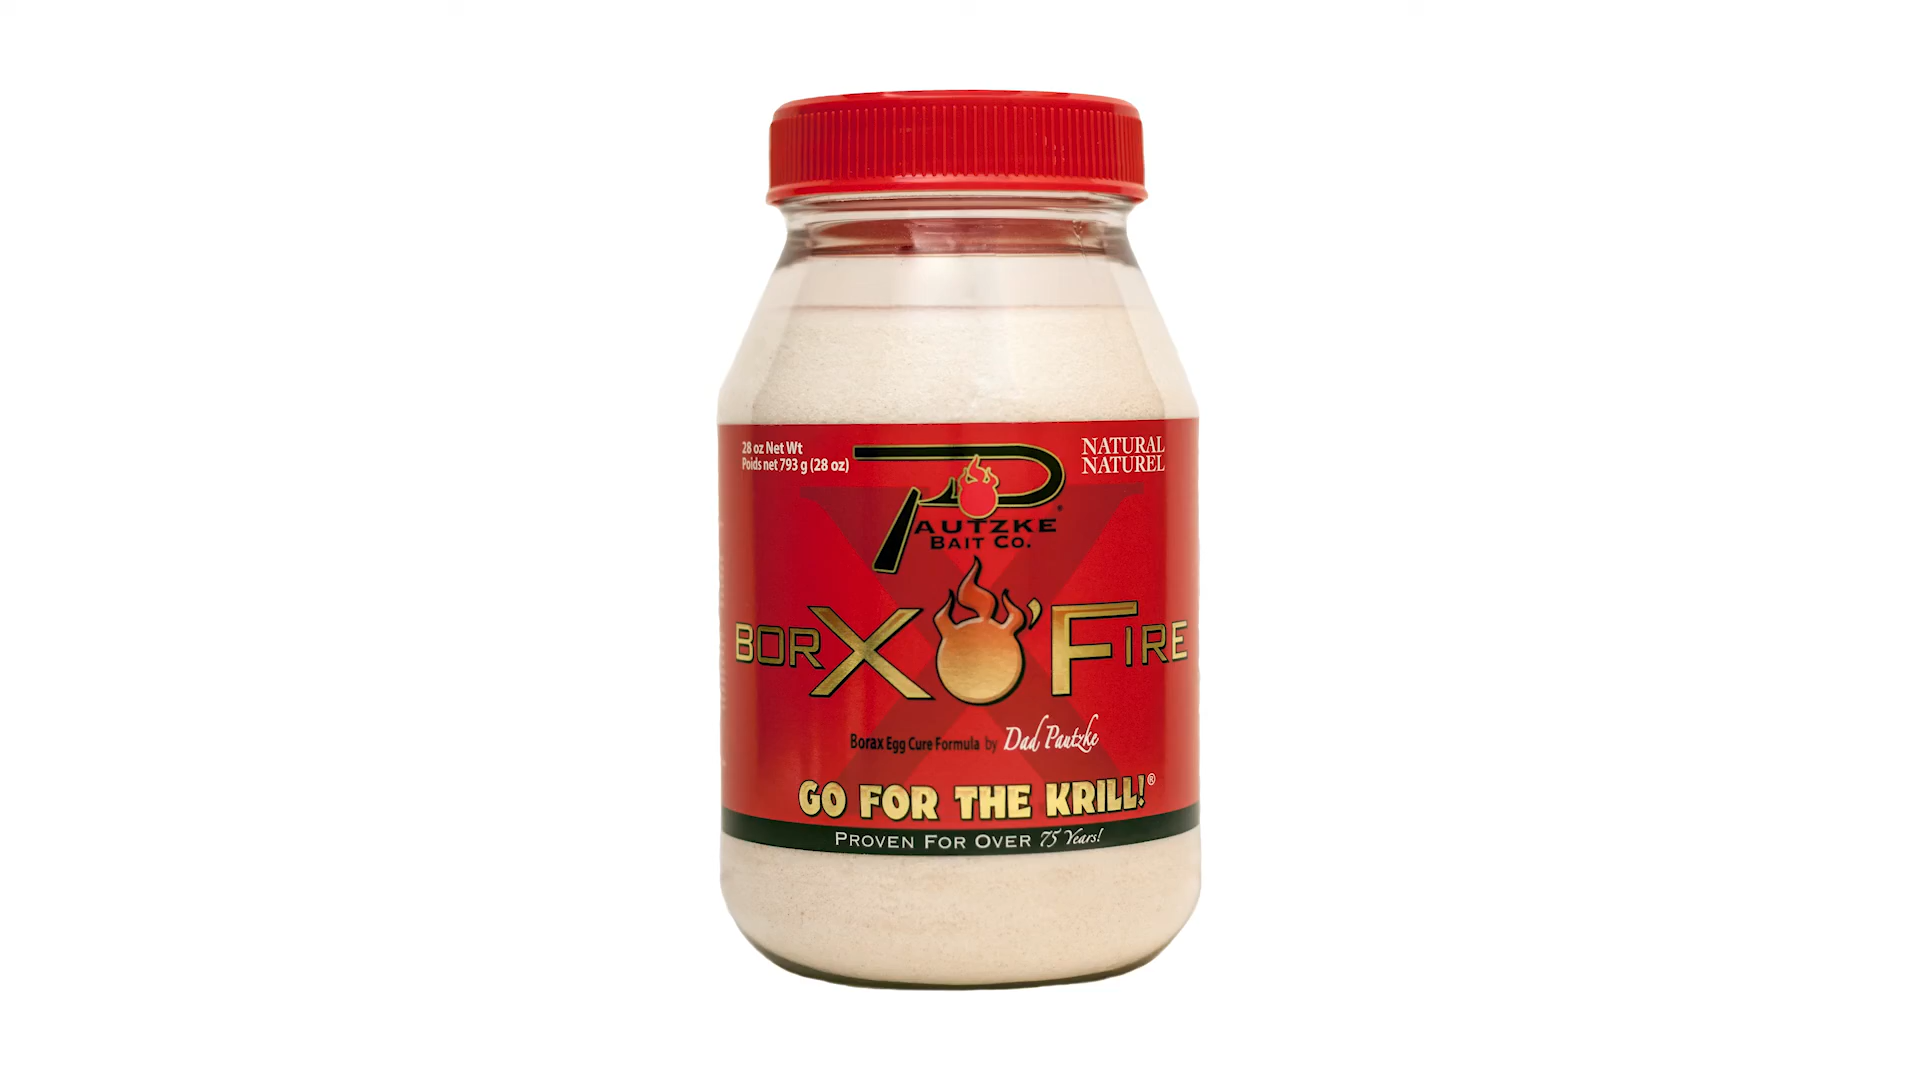 28 oz Net Wt
Poids net 793 g (28 oz)
NATURAL
NATUREL
PAUTZKE®
BAIT CO.
BORX O'FIRE
Borax Egg Cure Formula by Dad Pautzke
GO FOR THE KRILL!®
PROVEN FOR OVER 75 Years!